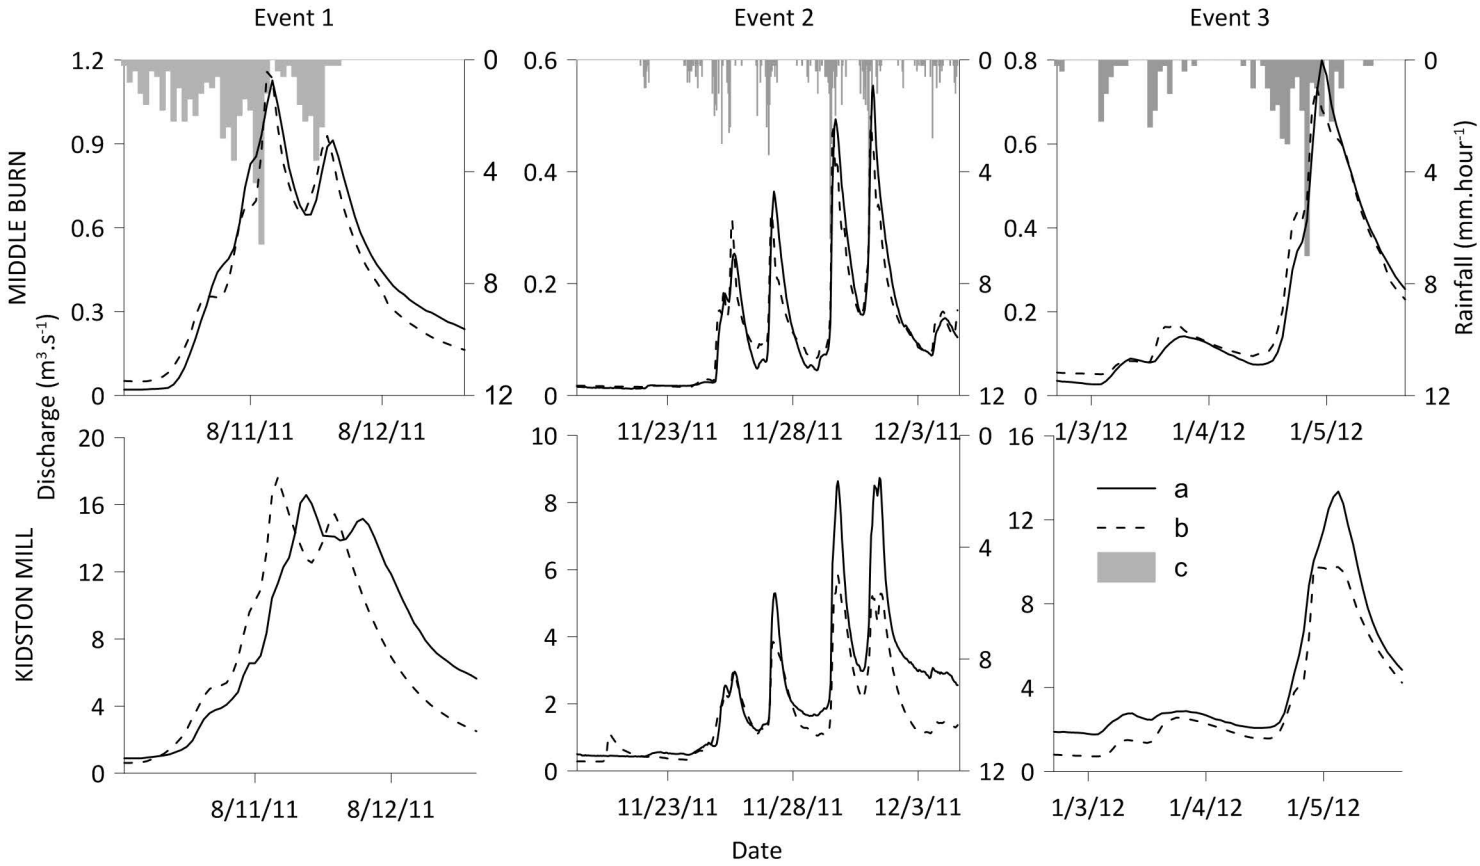 Event 1 Event 2 Event 3
1.2 0 0.6 0 0.8 0
0.9 0.6
4 0.4 4 4
0.6 0.4
8 0.2 8 8
0.3 0.2
0 12 0 12 0 12
8/11/11 8/12/11 11/23/11 11/28/11 12/3/11 1/3/12 1/4/12 1/5/12
MIDDLE BURN
Discharge (m³.s⁻¹)
Rainfall (mm.hour⁻¹)
KIDSTON MILL
20 10 0 16
16 8
4 12
12 6
8 4 8
8
4 2 4
0 0 12 0
a
b
c
8/11/11 8/12/11 11/23/11 11/28/11 12/3/11 1/3/12 1/4/12 1/5/12
Date